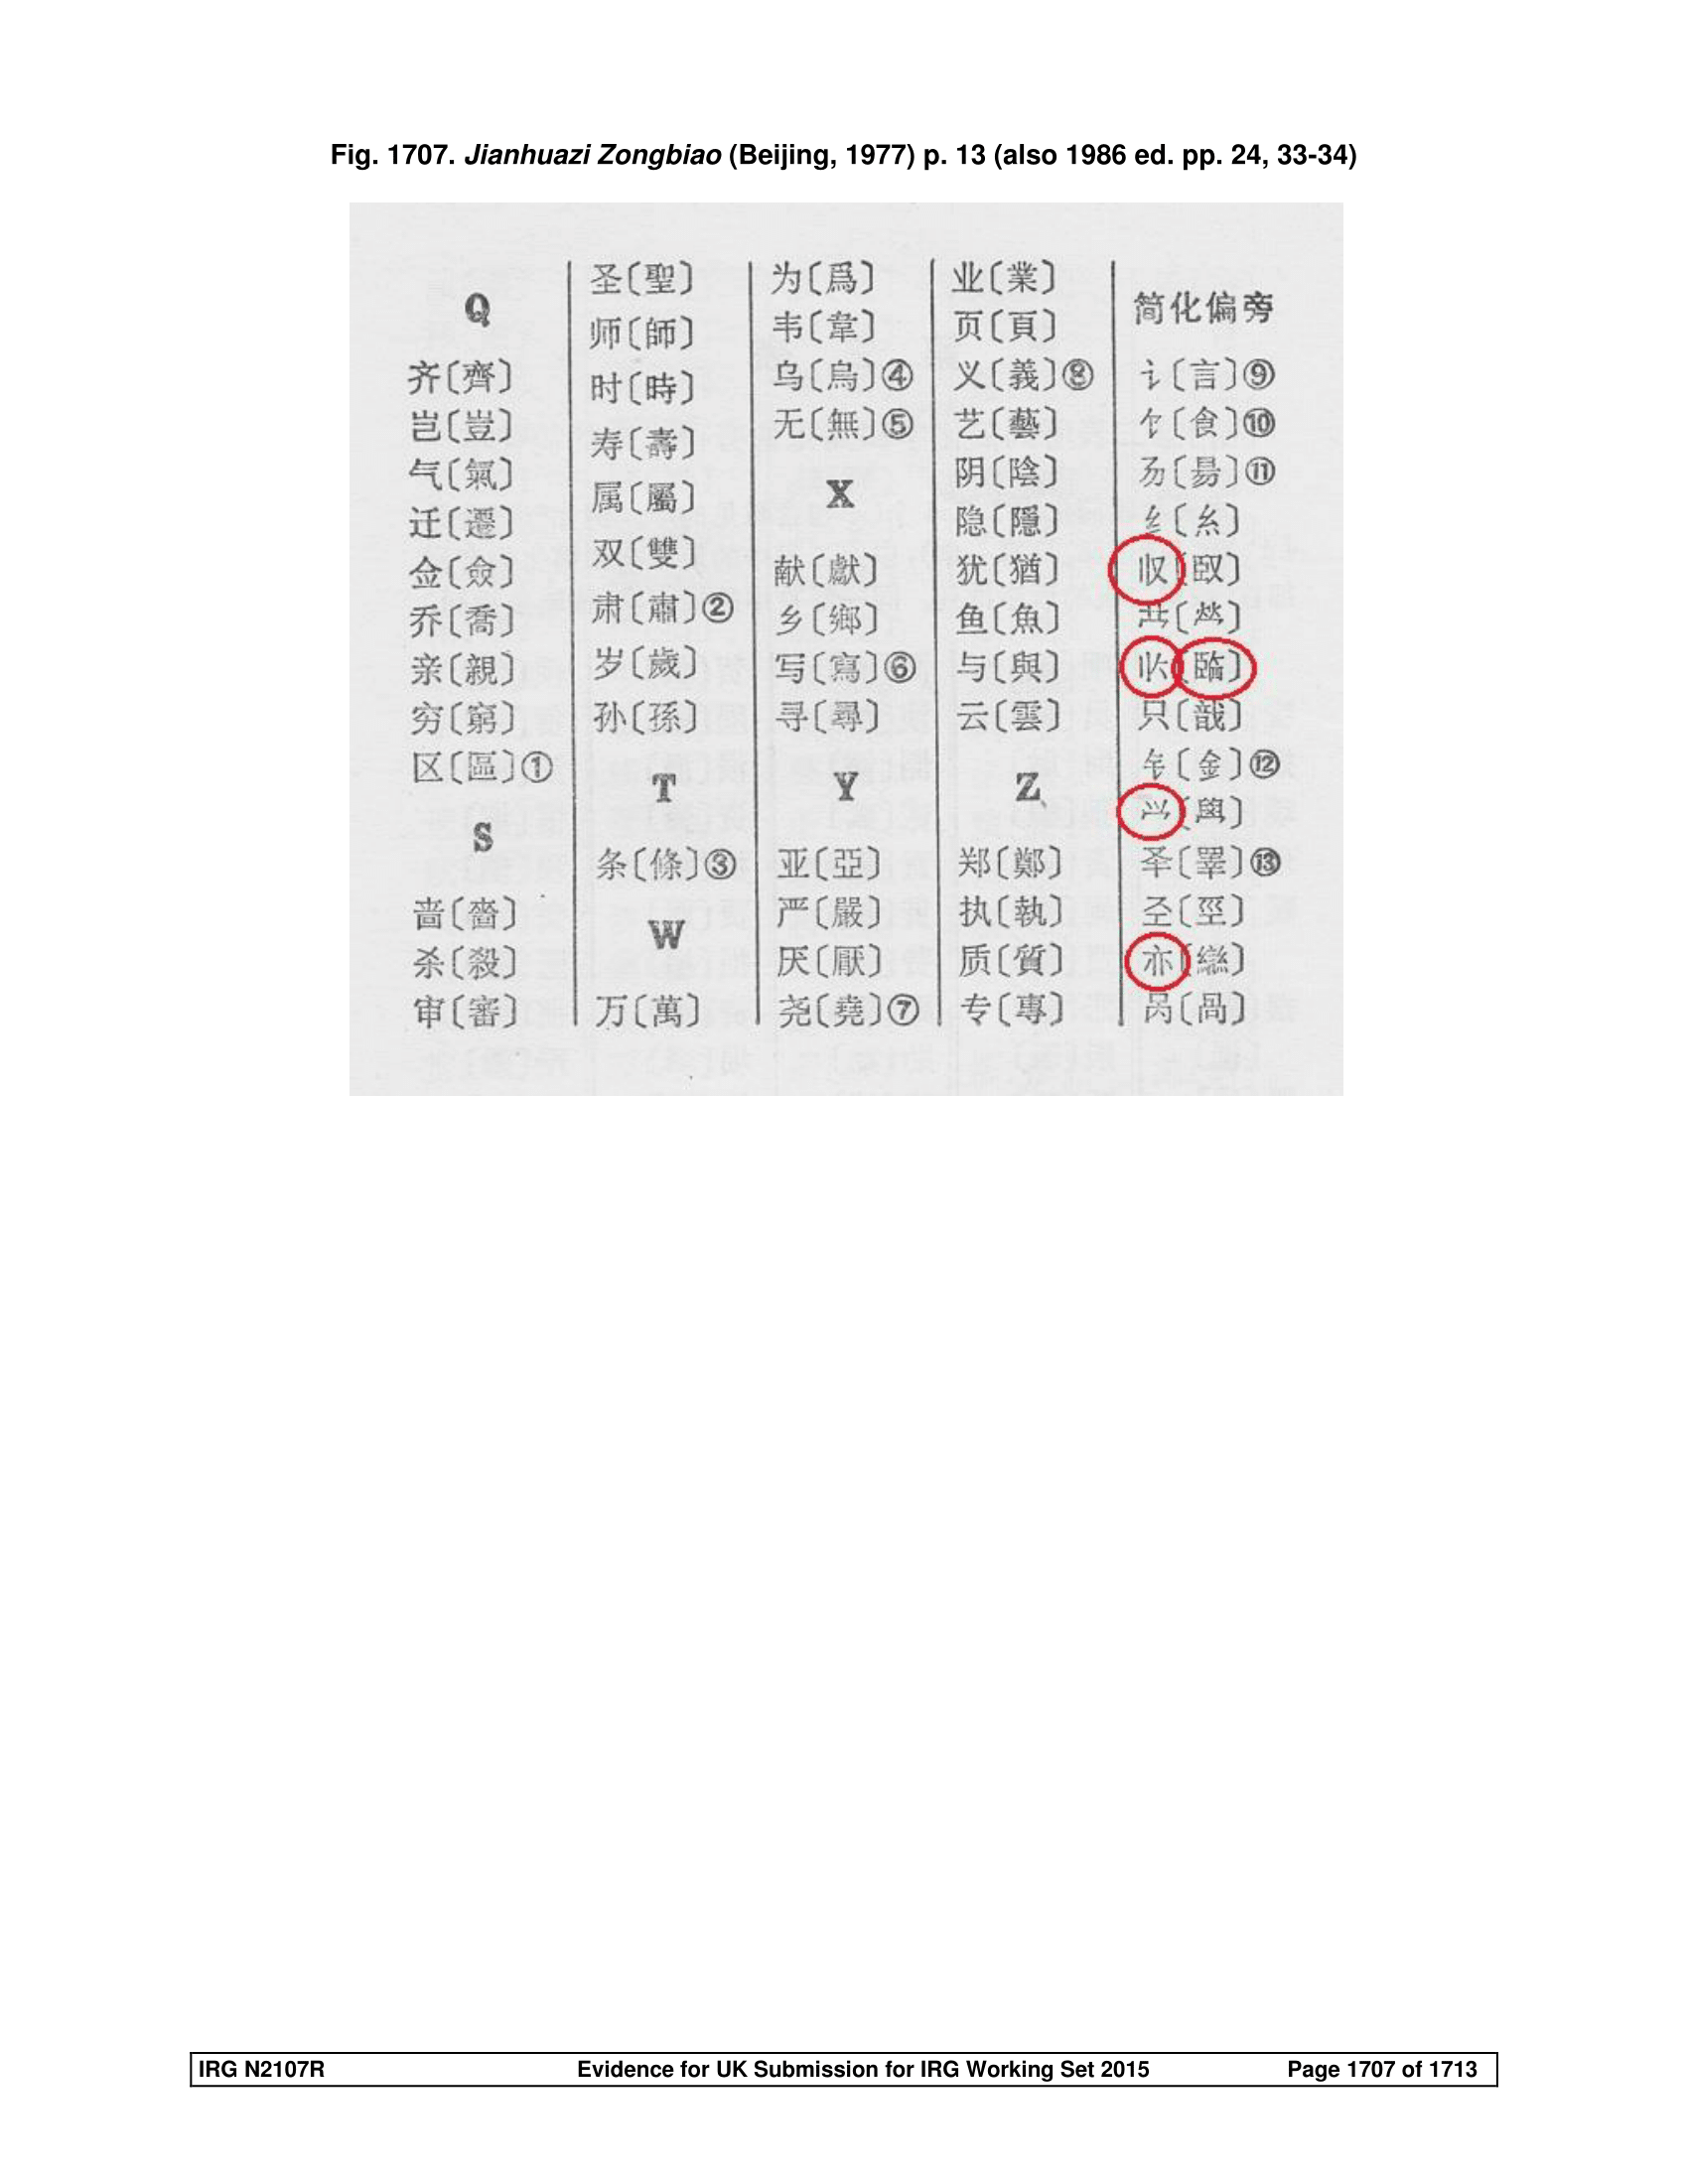 Fig. 1707. Jianhuazi Zongbiao (Beijing, 1977) p. 13 (also 1986 ed. pp. 24, 33-34)
Q
齐〔齊〕
岂〔豈〕
气〔氣〕
迁〔遷〕
佥〔僉〕
乔〔喬〕
亲〔親〕
穷〔窮〕
区〔區〕①
S
啬〔嗇〕
杀〔殺〕
审〔審〕
圣〔聖〕
师〔師〕
时〔時〕
寿〔壽〕
属〔屬〕
双〔雙〕
肃〔肅〕②
岁〔歲〕
孙〔孫〕
T
条〔條〕③
W
万〔萬〕
为〔爲〕
韦〔韋〕
乌〔烏〕④
无〔無〕⑤
X
献〔獻〕
乡〔鄉〕
写〔寫〕⑥
寻〔尋〕
Y
亚〔亞〕
严〔嚴〕
厌〔厭〕
尧〔堯〕⑦
业〔業〕
页〔頁〕
义〔義〕⑧
艺〔藝〕
阴〔陰〕
隐〔隱〕
犹〔猶〕
鱼〔魚〕
与〔與〕
云〔雲〕
Z
郑〔鄭〕
执〔執〕
质〔質〕
专〔專〕
简化偏旁
讠〔言〕⑨
饣〔食〕⑩
𠃓〔昜〕⑪
纟〔糹〕
〔臤〕
〔𤇾〕
只〔戠〕
钅〔金〕⑫
〔𦥯〕
𠬤〔睪〕⑬
𢀖〔巠〕
亦〔䜌〕
呙〔咼〕
IRG N2107R Evidence for UK Submission for IRG Working Set 2015 Page 1707 of 1713